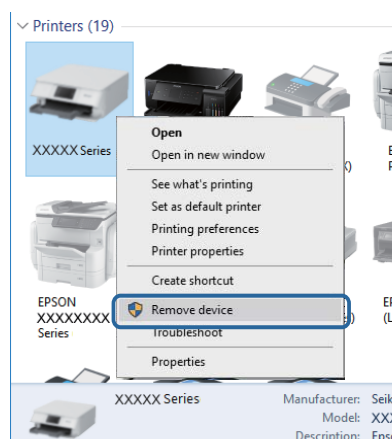 Printers (19)
XXXXX Series
Open
Open in new window
See what's printing
Set as default printer
Printing preferences
Printer properties
Create shortcut
Remove device
Troubleshoot
Properties
EPSON
XXXXXXXX
Series
XXXXX Series
Manufacturer:
Model:
Description: